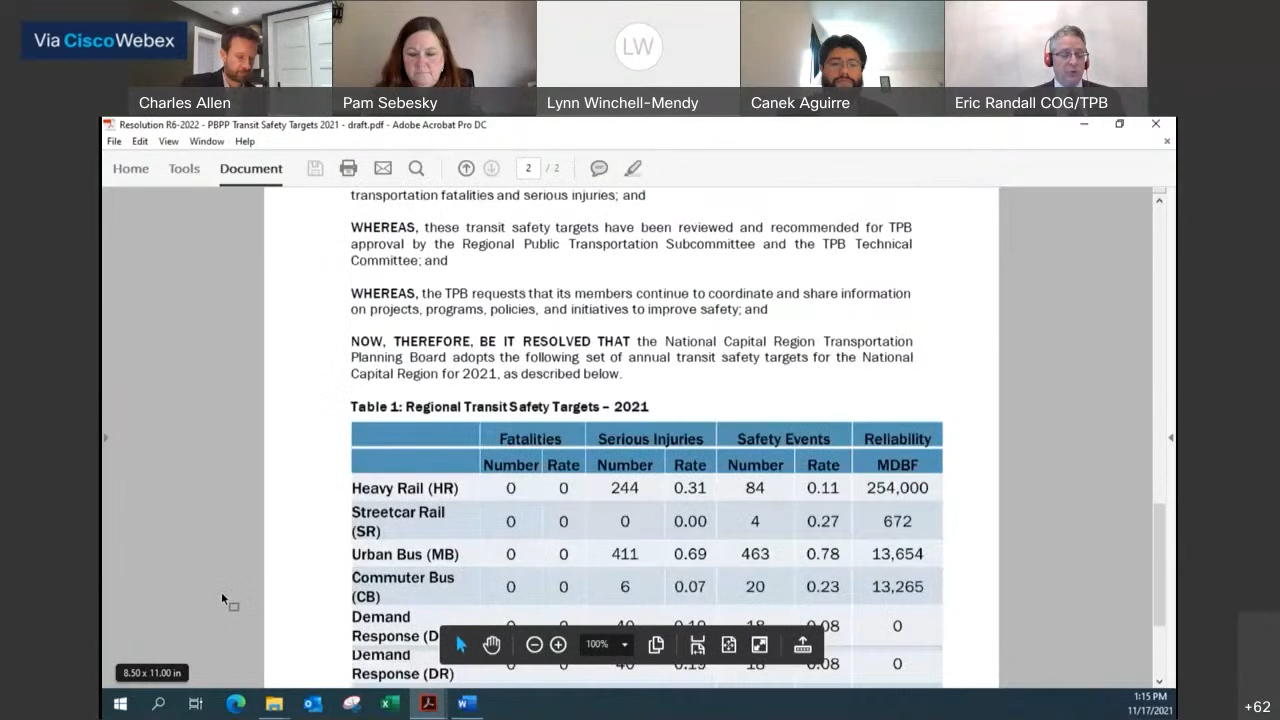 Via Cisco Webex
LW
Charles Allen
Pam Sebesky
Lynn Winchell-Mendy
Canek Aguirre
Eric Randall COG/TPB
Resolution R6-2022 - PBPP Transit Safety Targets 2021 - draft.pdf - Adobe Acrobat Pro DC
File Edit View Window Help
Home Tools Document 2 / 2
transportation fatalities and serious injuries; and
WHEREAS, these transit safety targets have been reviewed and recommended for TPB
approval by the Regional Public Transportation Subcommittee and the TPB Technical
Committee; and
WHEREAS, the TPB requests that its members continue to coordinate and share information
on projects, programs, policies, and initiatives to improve safety; and
NOW, THEREFORE, BE IT RESOLVED THAT the National Capital Region Transportation
Planning Board adopts the following set of annual transit safety targets for the National
Capital Region for 2021, as described below.
Table 1: Regional Transit Safety Targets – 2021
Fatalities Serious Injuries Safety Events Reliability
Number Rate Number Rate Number Rate MDBF
Heavy Rail (HR) 0 0 244 0.31 84 0.11 254,000
Streetcar Rail
(SR) 0 0 0 0.00 4 0.27 672
Urban Bus (MB) 0 0 411 0.69 463 0.78 13,654
Commuter Bus
(CB) 0 0 6 0.07 20 0.23 13,265
Demand
Response 0
100%
Demand
Response (DR) 0
8.50 x 11.00 in
1:15 PM
11/17/2021
+62